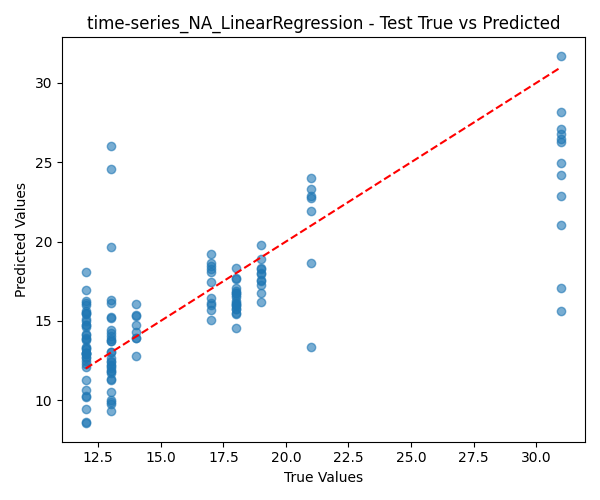 time-series_NA_LinearRegression - Test True vs Predicted
Predicted Values
30
25
20
15
10
12.5 15.0 17.5 20.0 22.5 25.0 27.5 30.0
True Values